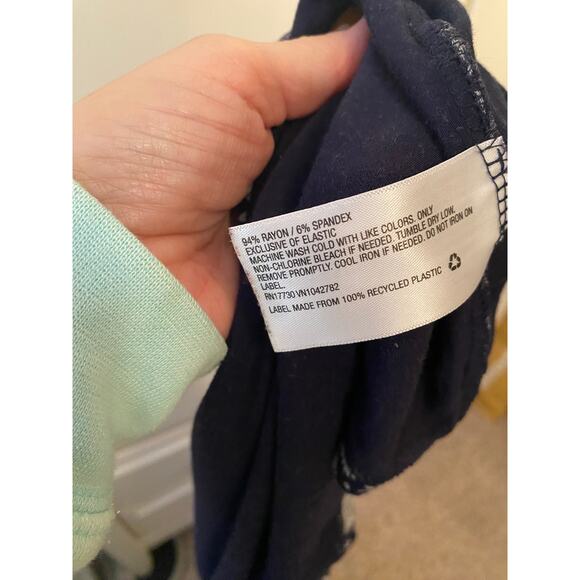 94% RAYON / 6% SPANDEX
EXCLUSIVE OF ELASTIC
MACHINE WASH COLD WITH LIKE COLORS. ONLY
NON-CHLORINE BLEACH IF NEEDED. TUMBLE DRY LOW.
REMOVE PROMPTLY. COOL IRON IF NEEDED. DO NOT IRON ON
LABEL.
RN17730 VN1042782
LABEL MADE FROM 100% RECYCLED PLASTIC